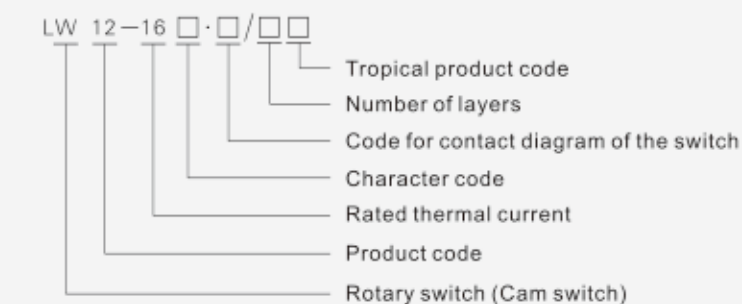 LW 12-16 □·□/□□
Tropical product code
Number of layers
Code for contact diagram of the switch
Character code
Rated thermal current
Product code
Rotary switch (Cam switch)